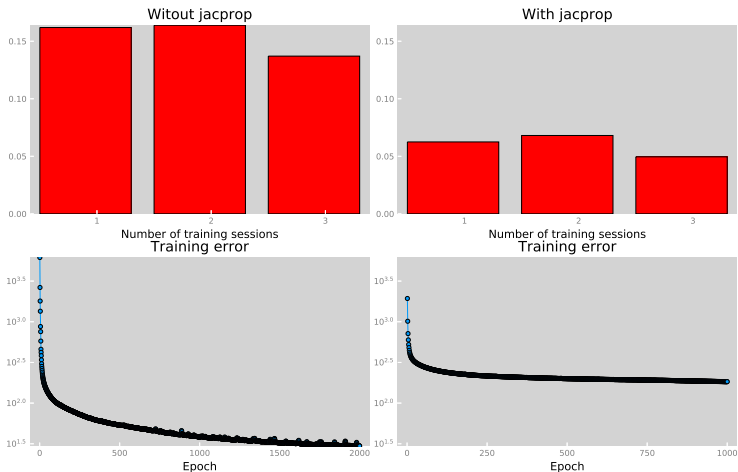 Witout jacprop
With jacprop
0.15
0.10
0.05
0.00
1 2 3
Number of training sessions
0.15
0.10
0.05
0.00
1 2 3
Number of training sessions
Training error
Training error
10^3.5
10^3.0
10^2.5
10^2.0
10^1.5
0 500 1000 1500 2000
Epoch
10^3.5
10^3.0
10^2.5
10^2.0
10^1.5
0 250 500 750 1000
Epoch